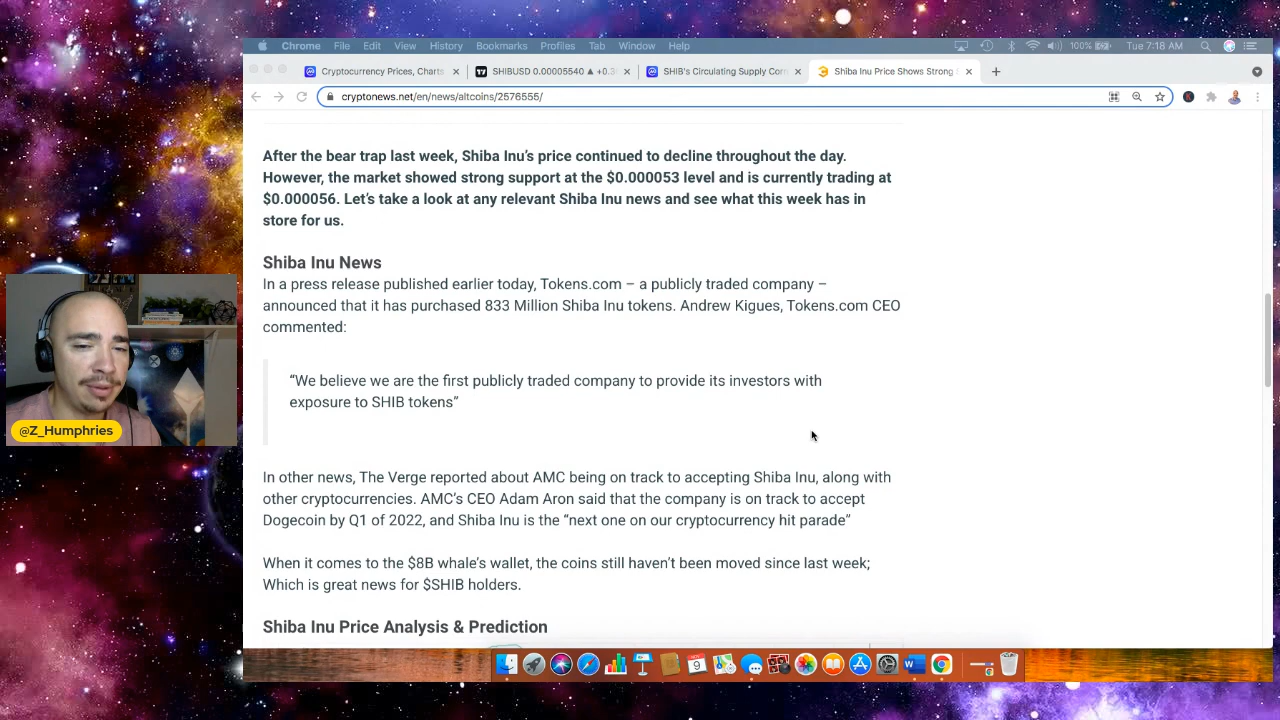 Chrome File Edit View History Bookmarks Profiles Tab Window Help 100% Tue 7:18 AM
Cryptocurrency Prices, Charts SHIBUSD 0.00005540 ▲ +0.3 SHIB's Circulating Supply Corr Shiba Inu Price Shows Strong
cryptonews.net/en/news/altcoins/2576555/
After the bear trap last week, Shiba Inu’s price continued to decline throughout the day.
However, the market showed strong support at the $0.000053 level and is currently trading at
$0.000056. Let’s take a look at any relevant Shiba Inu news and see what this week has in
store for us.
Shiba Inu News
In a press release published earlier today, Tokens.com – a publicly traded company –
announced that it has purchased 833 Million Shiba Inu tokens. Andrew Kigues, Tokens.com CEO
commented:
“We believe we are the first publicly traded company to provide its investors with
exposure to SHIB tokens”
@Z_Humphries
In other news, The Verge reported about AMC being on track to accepting Shiba Inu, along with
other cryptocurrencies. AMC’s CEO Adam Aron said that the company is on track to accept
Dogecoin by Q1 of 2022, and Shiba Inu is the “next one on our cryptocurrency hit parade”
When it comes to the $8B whale’s wallet, the coins still haven’t been moved since last week;
Which is great news for $SHIB holders.
Shiba Inu Price Analysis & Prediction